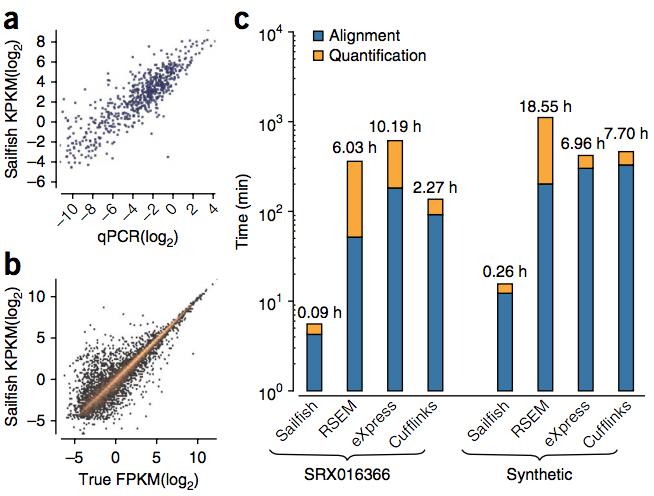 a
Sailfish KPKM(log2)
8
6
4
2
0
−2
−4
−6
−10 −8 −6 −4 −2 0 2 4
qPCR(log2)
b
Sailfish KPKM(log2)
10
5
0
−5
−5 0 5 10
True FPKM(log2)
c
Time (min)
10^4
10^3
10^2
10^1
10^0
Alignment
Quantification
0.09 h
6.03 h
10.19 h
2.27 h
0.26 h
18.55 h
6.96 h
7.70 h
Sailfish RSEM eXpress Cufflinks Sailfish RSEM eXpress Cufflinks
SRX016366 Synthetic